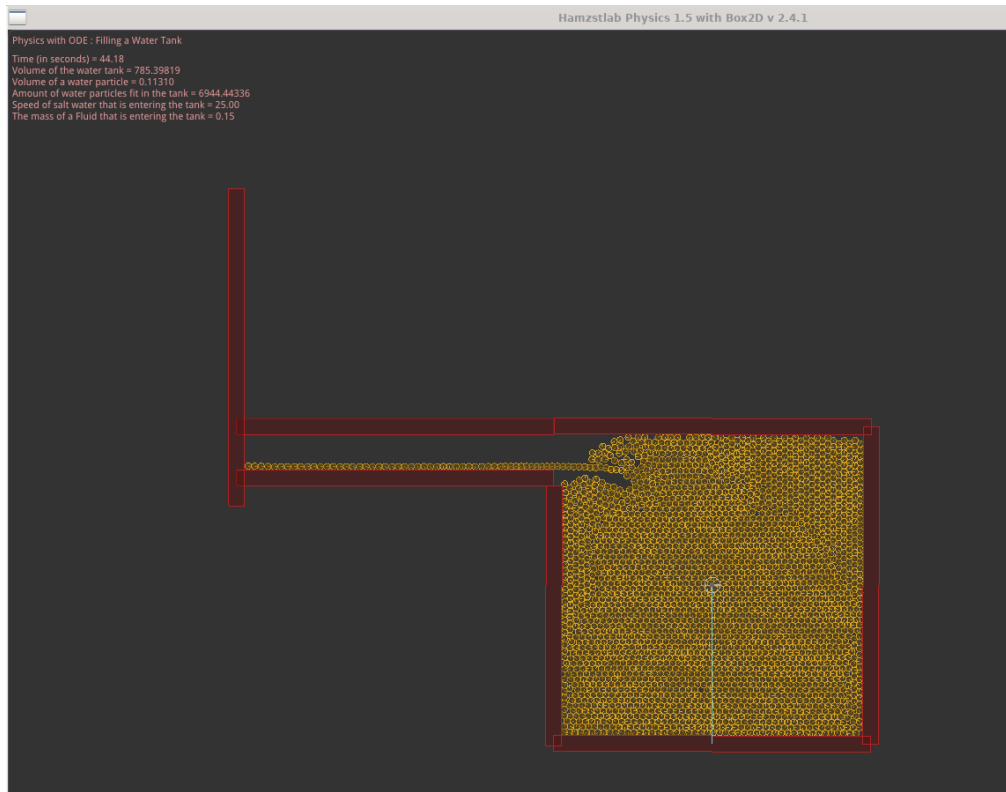 Hamzstlab Physics 1.5 with Box2D v 2.4.1
Physics with ODE : Filling a Water Tank
Time (in seconds) = 44.18
Volume of the water tank = 785.39819
Volume of a water particle = 0.11310
Amount of water particles fit in the tank = 6944.44336
Speed of salt water that is entering the tank = 25.00
The mass of a Fluid that is entering the tank = 0.15